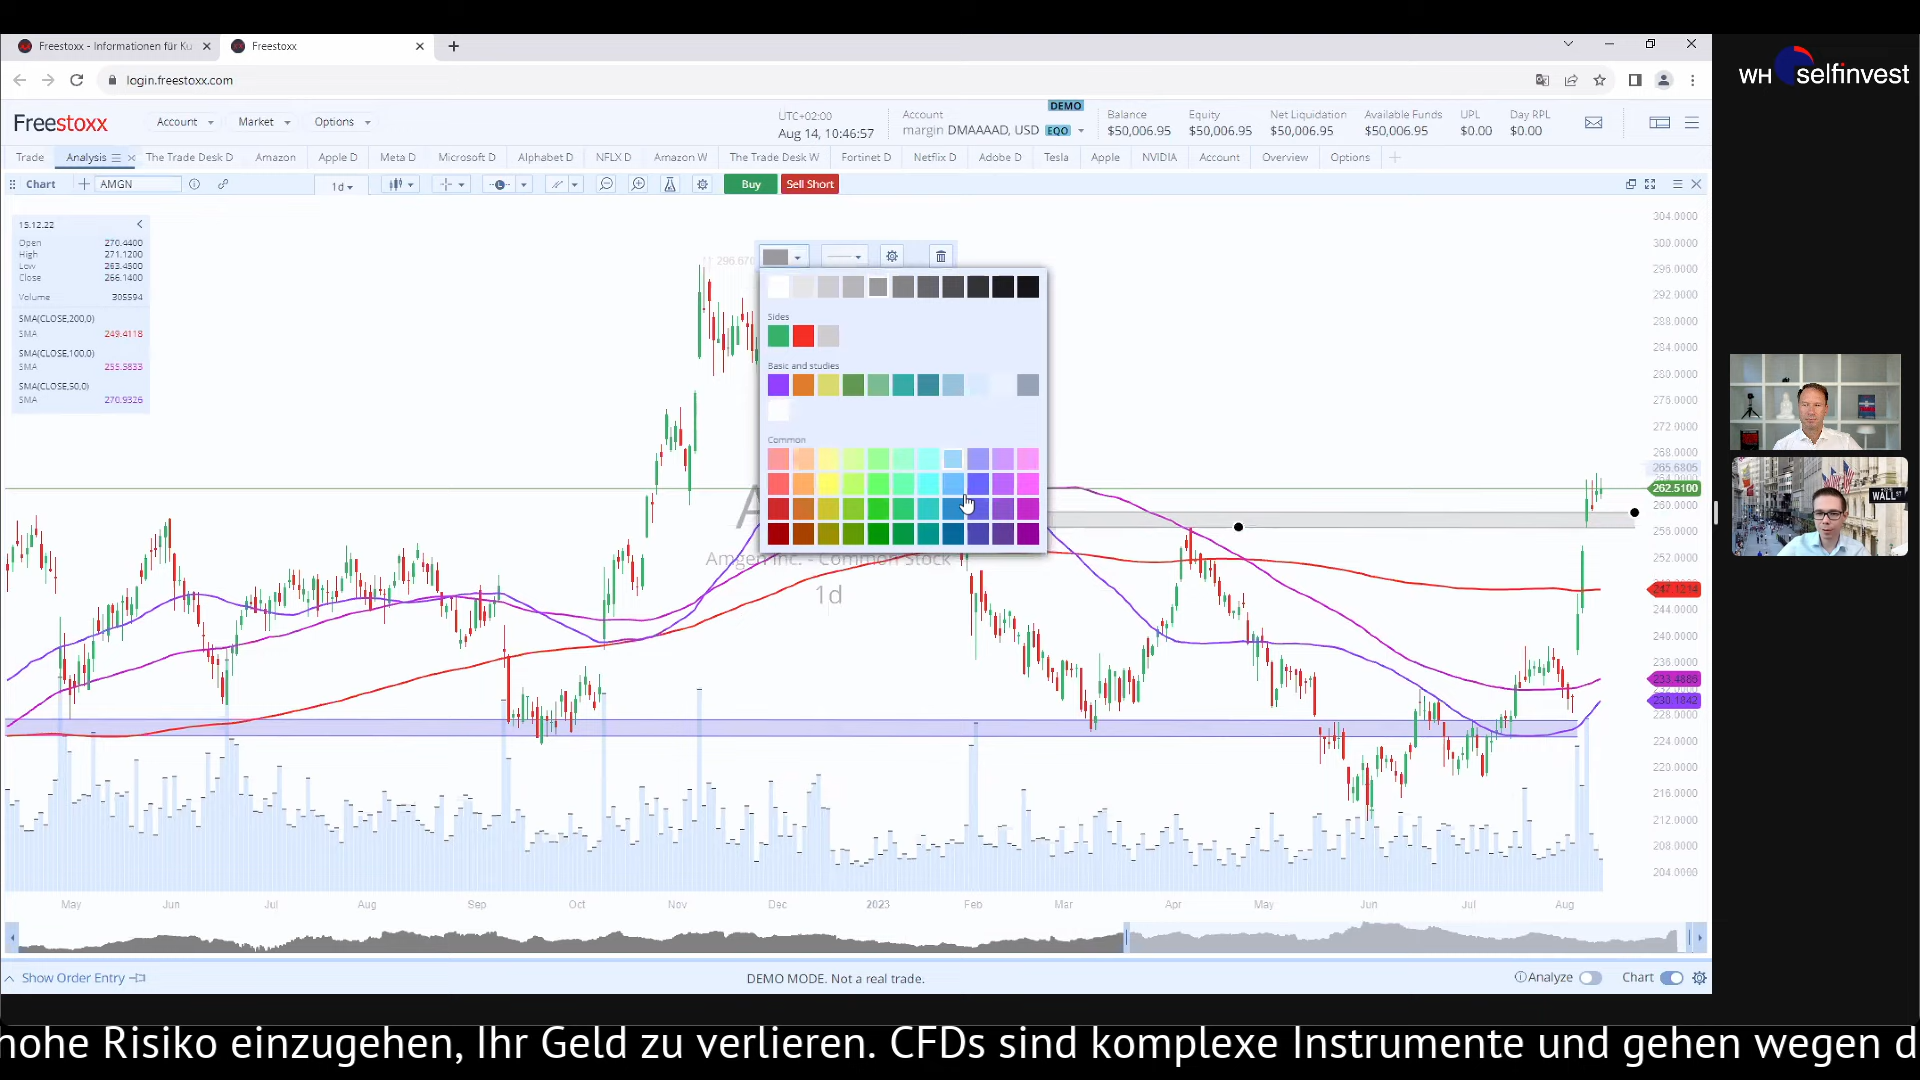 Freestoxx - Informationen für Ku
Freestoxx
WH selfinvest
login.freestoxx.com
Freestoxx
Account
Market
Options
UTC+02:00
Aug 14, 10:46:57
Account
margin DMAAAAD, USD EQO
DEMO
Balance
$50,006.95
Equity
$50,006.95
Net Liquidation
$50,006.95
Available Funds
$50,006.95
UPL
$0.00
Day RPL
$0.00
Trade
Analysis
The Trade Desk D
Amazon
Apple D
Meta D
Microsoft D
Alphabet D
NFLX D
Amazon W
The Trade Desk W
Fortinet D
Netflix D
Adobe D
Tesla
Apple
NVIDIA
Account
Overview
Options
Chart
AMGN
1d
Buy
Sell Short
15.12.22
Open 270.4400
High 271.1200
Low 263.4500
Close 266.1400
Volume 305594
SMA(CLOSE,200,0)
SMA 249.4118
SMA(CLOSE,100,0)
SMA 255.5833
SMA(CLOSE,50,0)
SMA 270.9326
Sides
Basic and studies
Common
Amgen Inc. - Common Stock
1d
304.0000
300.0000
296.0000
292.0000
288.0000
284.0000
280.0000
276.0000
272.0000
268.0000
265.6805
262.5100
260.0000
256.0000
252.0000
247.1214
244.0000
240.0000
236.0000
233.4886
230.1842
228.0000
224.0000
220.0000
216.0000
212.0000
208.0000
204.0000
May Jun Jul Aug Sep Oct Nov Dec 2023 Feb Mar Apr May Jun Jul Aug
WALL ST
Show Order Entry
DEMO MODE. Not a real trade.
Analyze
Chart
hohe Risiko einzugehen, Ihr Geld zu verlieren. CFDs sind komplexe Instrumente und gehen wegen d